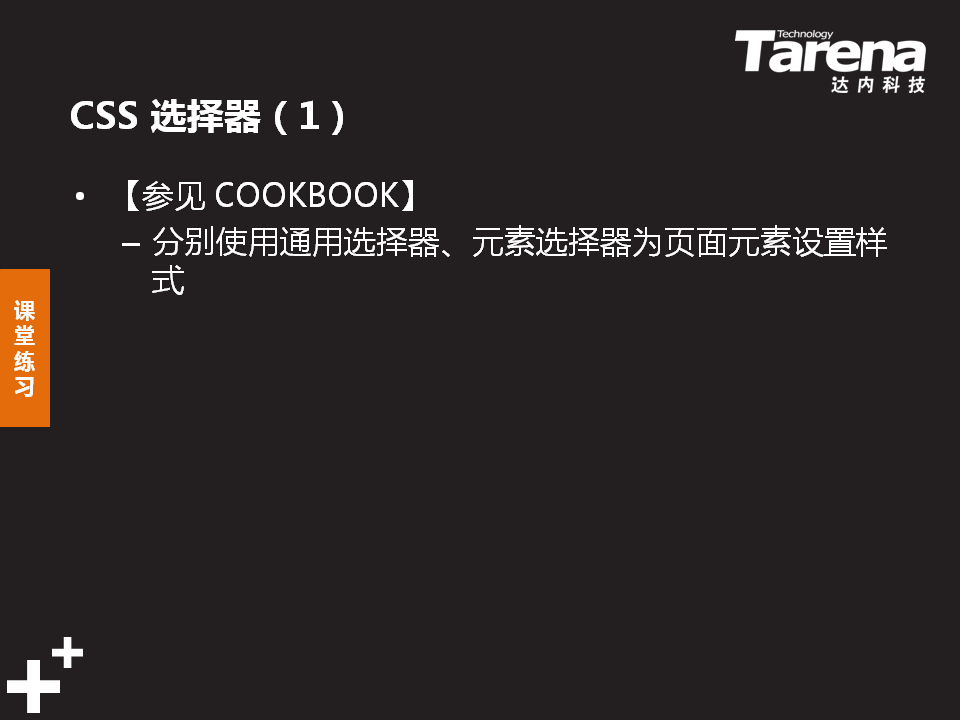 Technology
Tarena
达内科技
CSS 选择器（1）
• 【参见 COOKBOOK】
– 分别使用通用选择器、元素选择器为页面元素设置样
式
课
堂
练
习